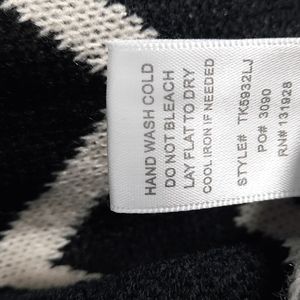 HAND WASH COLD
DO NOT BLEACH
LAY FLAT TO DRY
COOL IRON IF NEEDED
STYLE# TK5932LJ
PO# 3090
RN# 131928